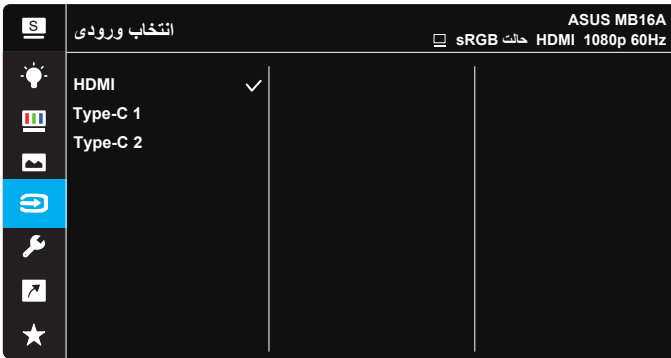 S
انتخاب ورودی
ASUS MB16A
sRGB حالت HDMI 1080p 60Hz
HDMI
Type-C 1
Type-C 2